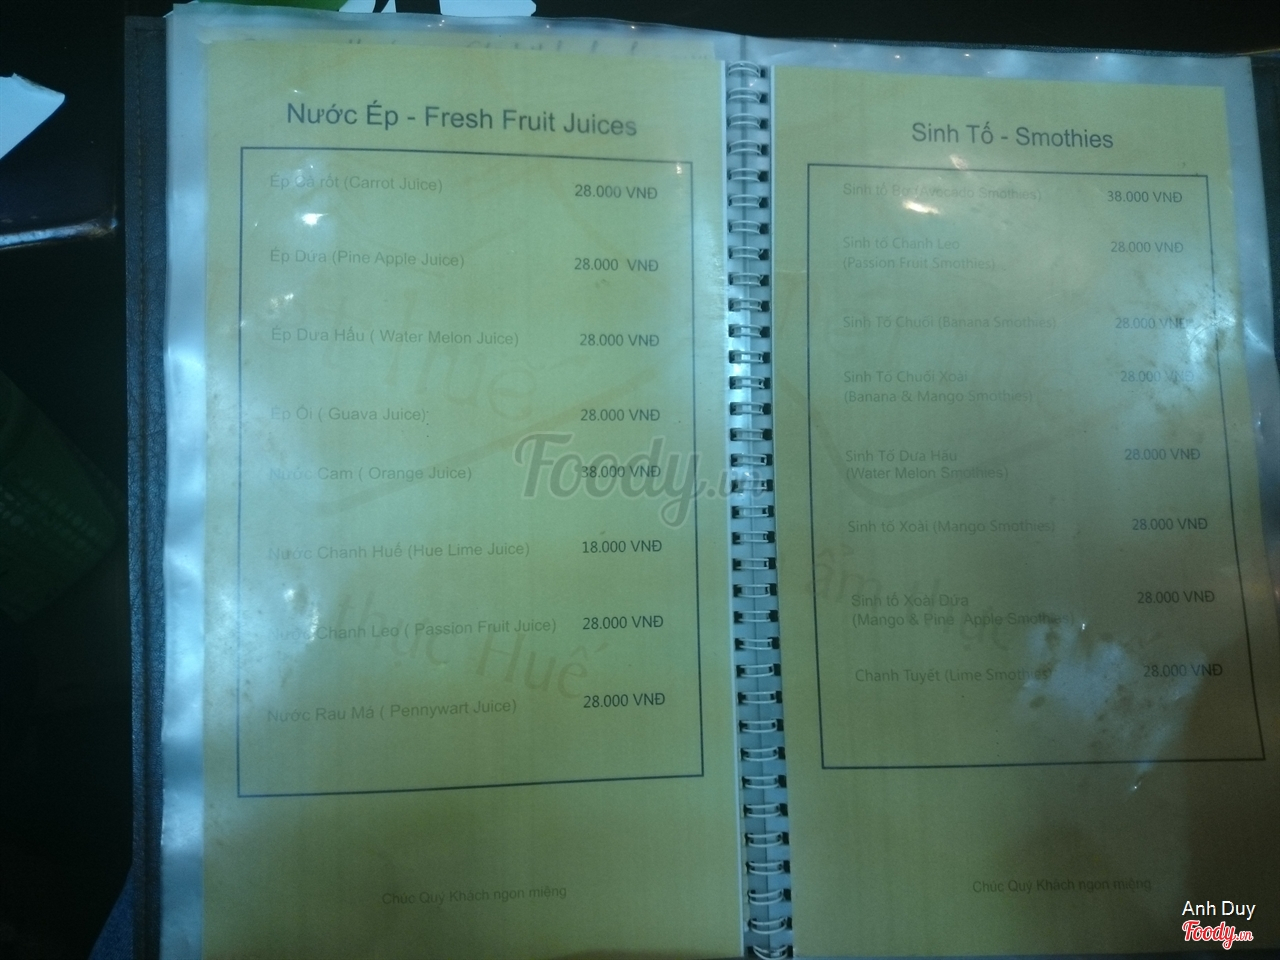 Nước Ép - Fresh Fruit Juices
Ép Cà rốt (Carrot Juice) 28.000 VNĐ
Ép Dứa (Pine Apple Juice) 28.000 VNĐ
Ép Dưa Hấu ( Water Melon Juice) 28.000 VNĐ
Ép Ổi ( Guava Juice) 28.000 VNĐ
Nước Cam ( Orange Juice) 38.000 VNĐ
Nước Chanh Huế (Hue Lime Juice) 18.000 VNĐ
Nước Chanh Leo ( Passion Fruit Juice) 28.000 VNĐ
Nước Rau Má ( Pennywart Juice) 28.000 VNĐ
Chúc Quý Khách ngon miệng
Sinh Tố - Smothies
Sinh tố Bơ (Avocado Smothies) 38.000 VNĐ
Sinh tố Chanh Leo 28.000 VNĐ
(Passion Fruit Smothies)
Sinh Tố Chuối (Banana Smothies) 28.000 VNĐ
Sinh Tố Chuối Xoài 28.000 VNĐ
(Banana & Mango Smothies)
Sinh Tố Dưa Hấu 28.000 VNĐ
(Water Melon Smothies)
Sinh tố Xoài (Mango Smothies) 28.000 VNĐ
Sinh tố Xoài Dứa 28.000 VNĐ
(Mango & Pine Apple Smothies)
Chanh Tuyết (Lime Smothies) 28.000 VNĐ
Chúc Quý Khách ngon miệng
Foody.vn
Anh Duy
Foody.vn